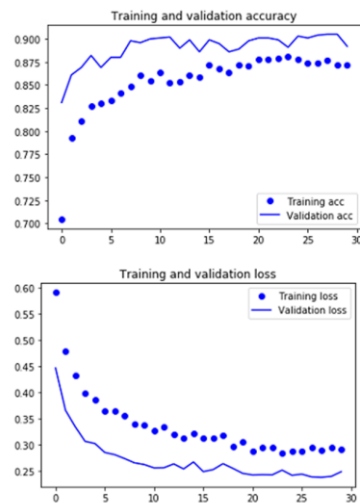 Training and validation accuracy
0.900
0.875
0.850
0.825
0.800
0.775
0.750
0.725
0.700
Training acc
Validation acc
0 5 10 15 20 25 30
Training and validation loss
0.60
0.55
0.50
0.45
0.40
0.35
0.30
0.25
Training loss
Validation loss
0 5 10 15 20 25 30